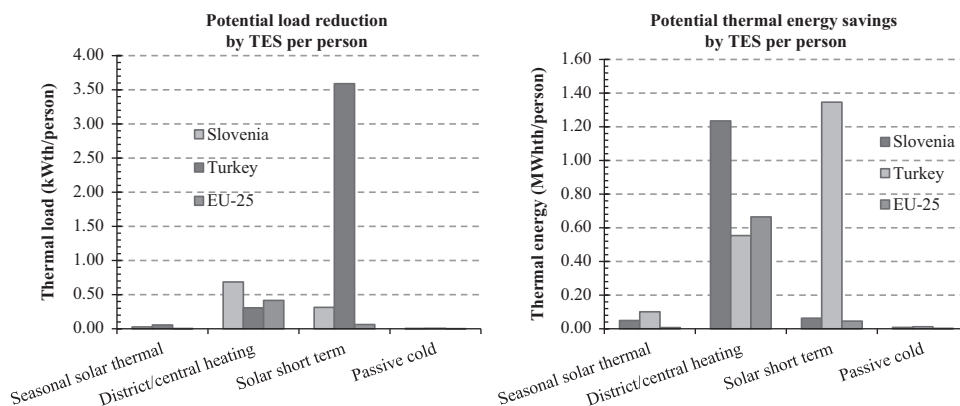 Potential load reduction
by TES per person
4.00
3.50
3.00
2.50
2.00
1.50
1.00
0.50
0.00
Thermal load (kWth/person)
Slovenia
Turkey
EU-25
Seasonal solar thermal
District/central heating
Solar short term
Passive cold
Potential thermal energy savings
by TES per person
1.60
1.40
1.20
1.00
0.80
0.60
0.40
0.20
0.00
Thermal energy (MWhth/person)
Slovenia
Turkey
EU-25
Seasonal solar thermal
District/central heating
Solar short term
Passive cold